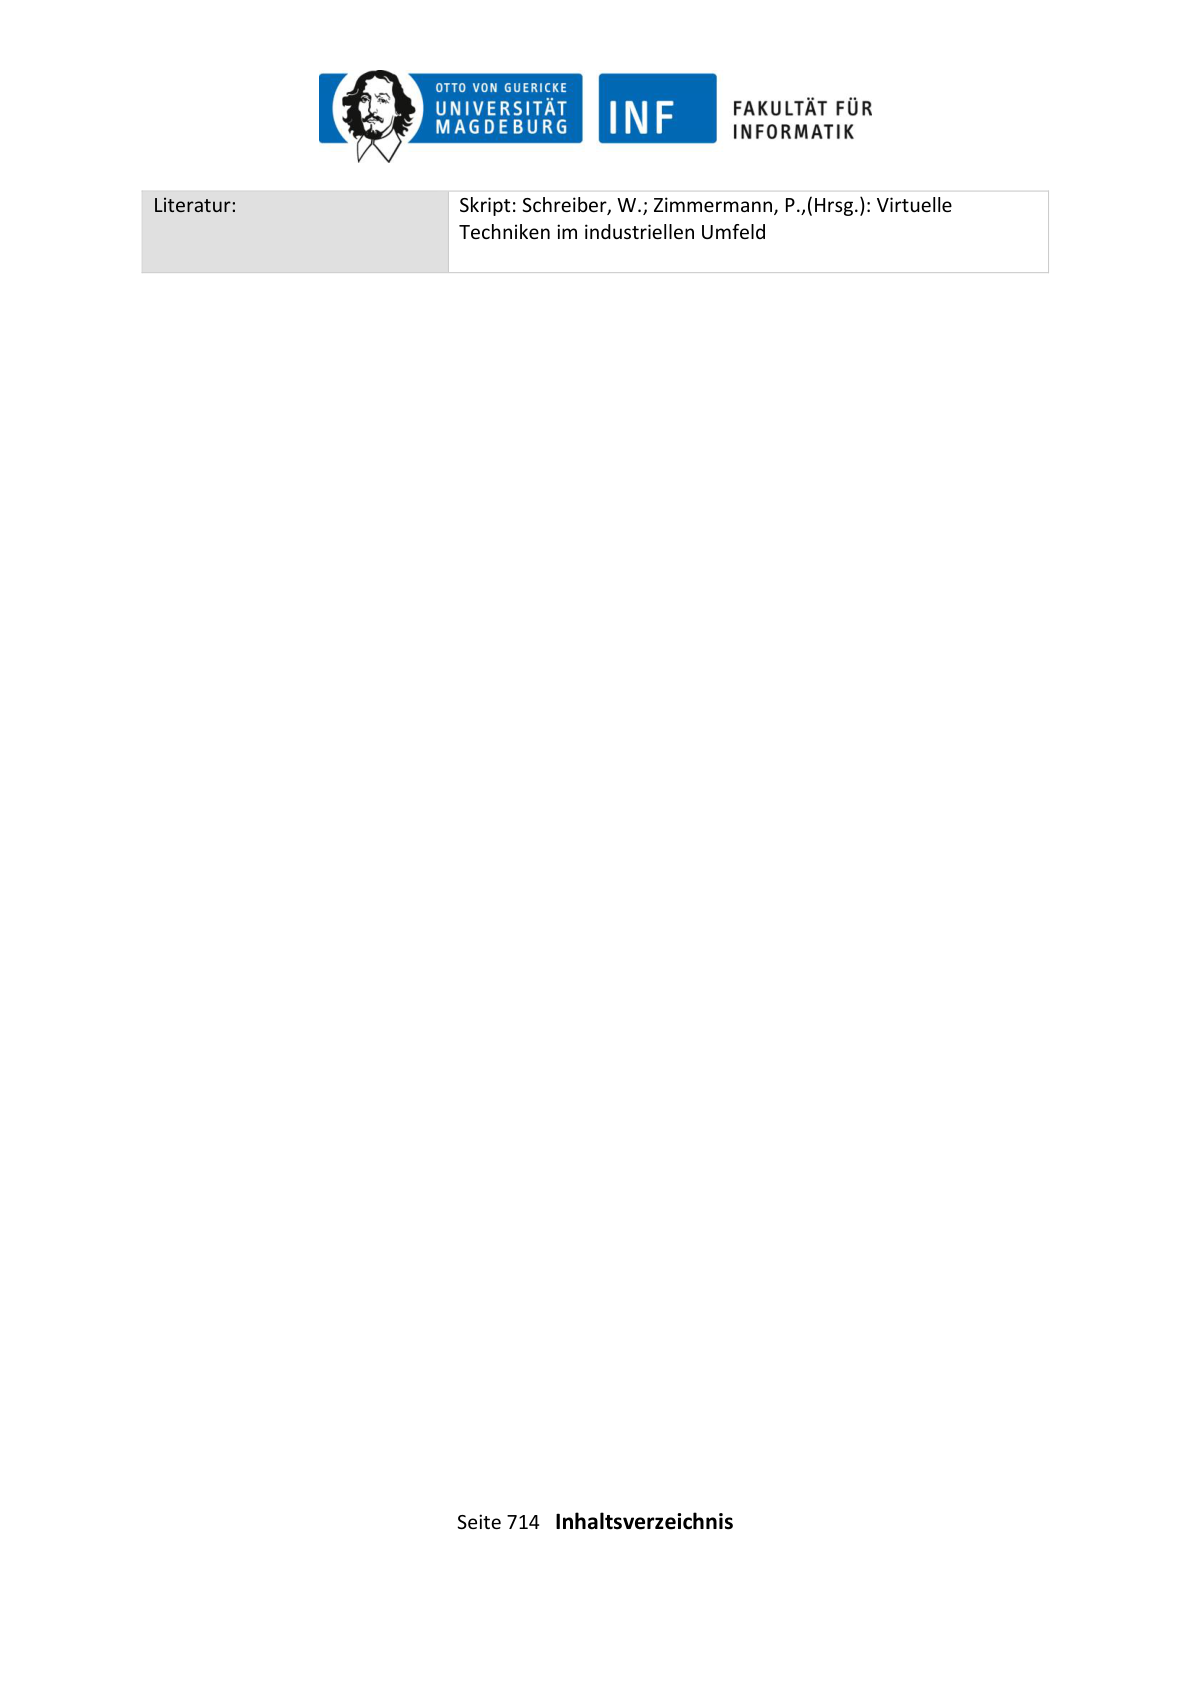 OTTO VON GUERICKE
UNIVERSITÄT
MAGDEBURG
INF
FAKULTÄT FÜR
INFORMATIK
Literatur:
Skript: Schreiber, W.; Zimmermann, P.,(Hrsg.): Virtuelle
Techniken im industriellen Umfeld
Seite 714 Inhaltsverzeichnis